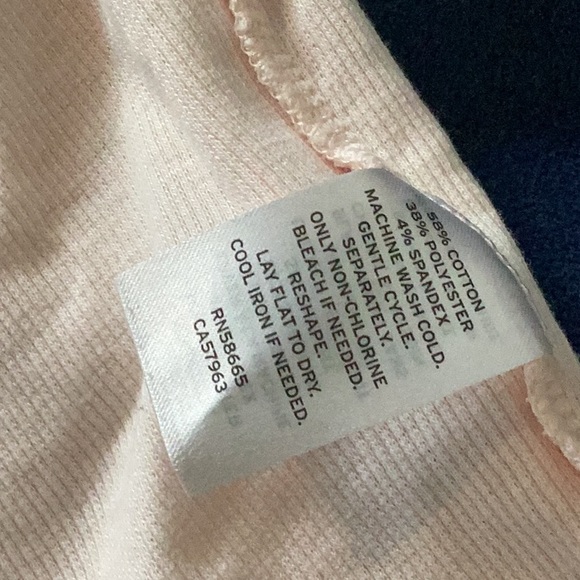 58% COTTON
38% POLYESTER
4% SPANDEX
MACHINE WASH COLD.
GENTLE CYCLE.
SEPARATELY.
ONLY NON-CHLORINE
BLEACH IF NEEDED.
RESHAPE.
LAY FLAT TO DRY.
COOL IRON IF NEEDED.
RN58665
CA57963